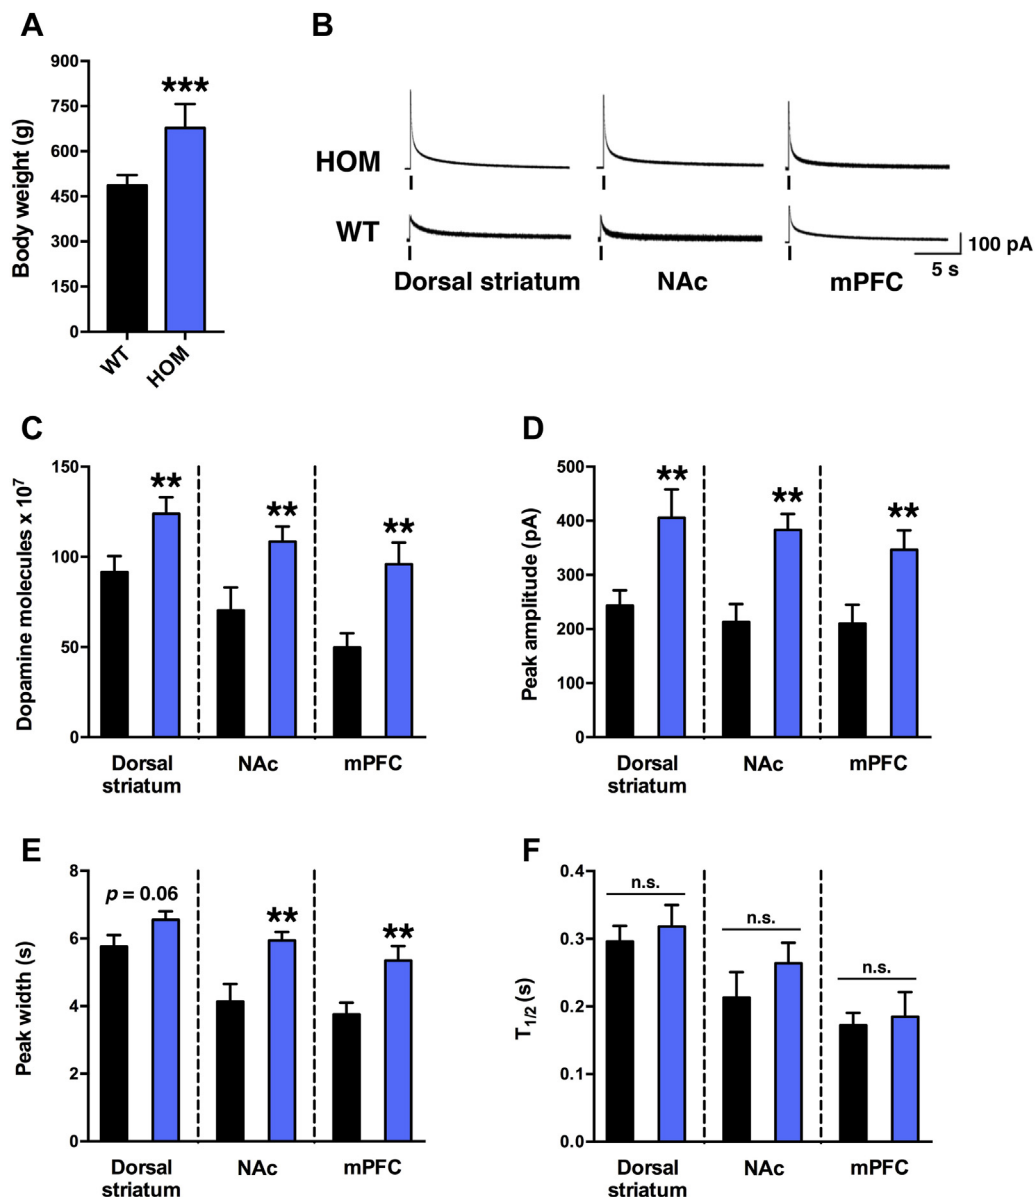 A
900
750
600
450
300
150
0
Body weight (g)
***
WT
HOM
B
HOM
WT
Dorsal striatum
NAc
mPFC
100 pA
5 s
C
150
100
50
0
Dopamine molecules x 10⁷
**
**
**
Dorsal
striatum
NAc
mPFC
D
500
400
300
200
100
0
Peak amplitude (pA)
**
**
**
Dorsal
striatum
NAc
mPFC
E
8
6
4
2
0
Peak width (s)
p = 0.06
**
**
Dorsal
striatum
NAc
mPFC
F
0.4
0.3
0.2
0.1
0.0
T1/2 (s)
n.s.
n.s.
n.s.
Dorsal
striatum
NAc
mPFC